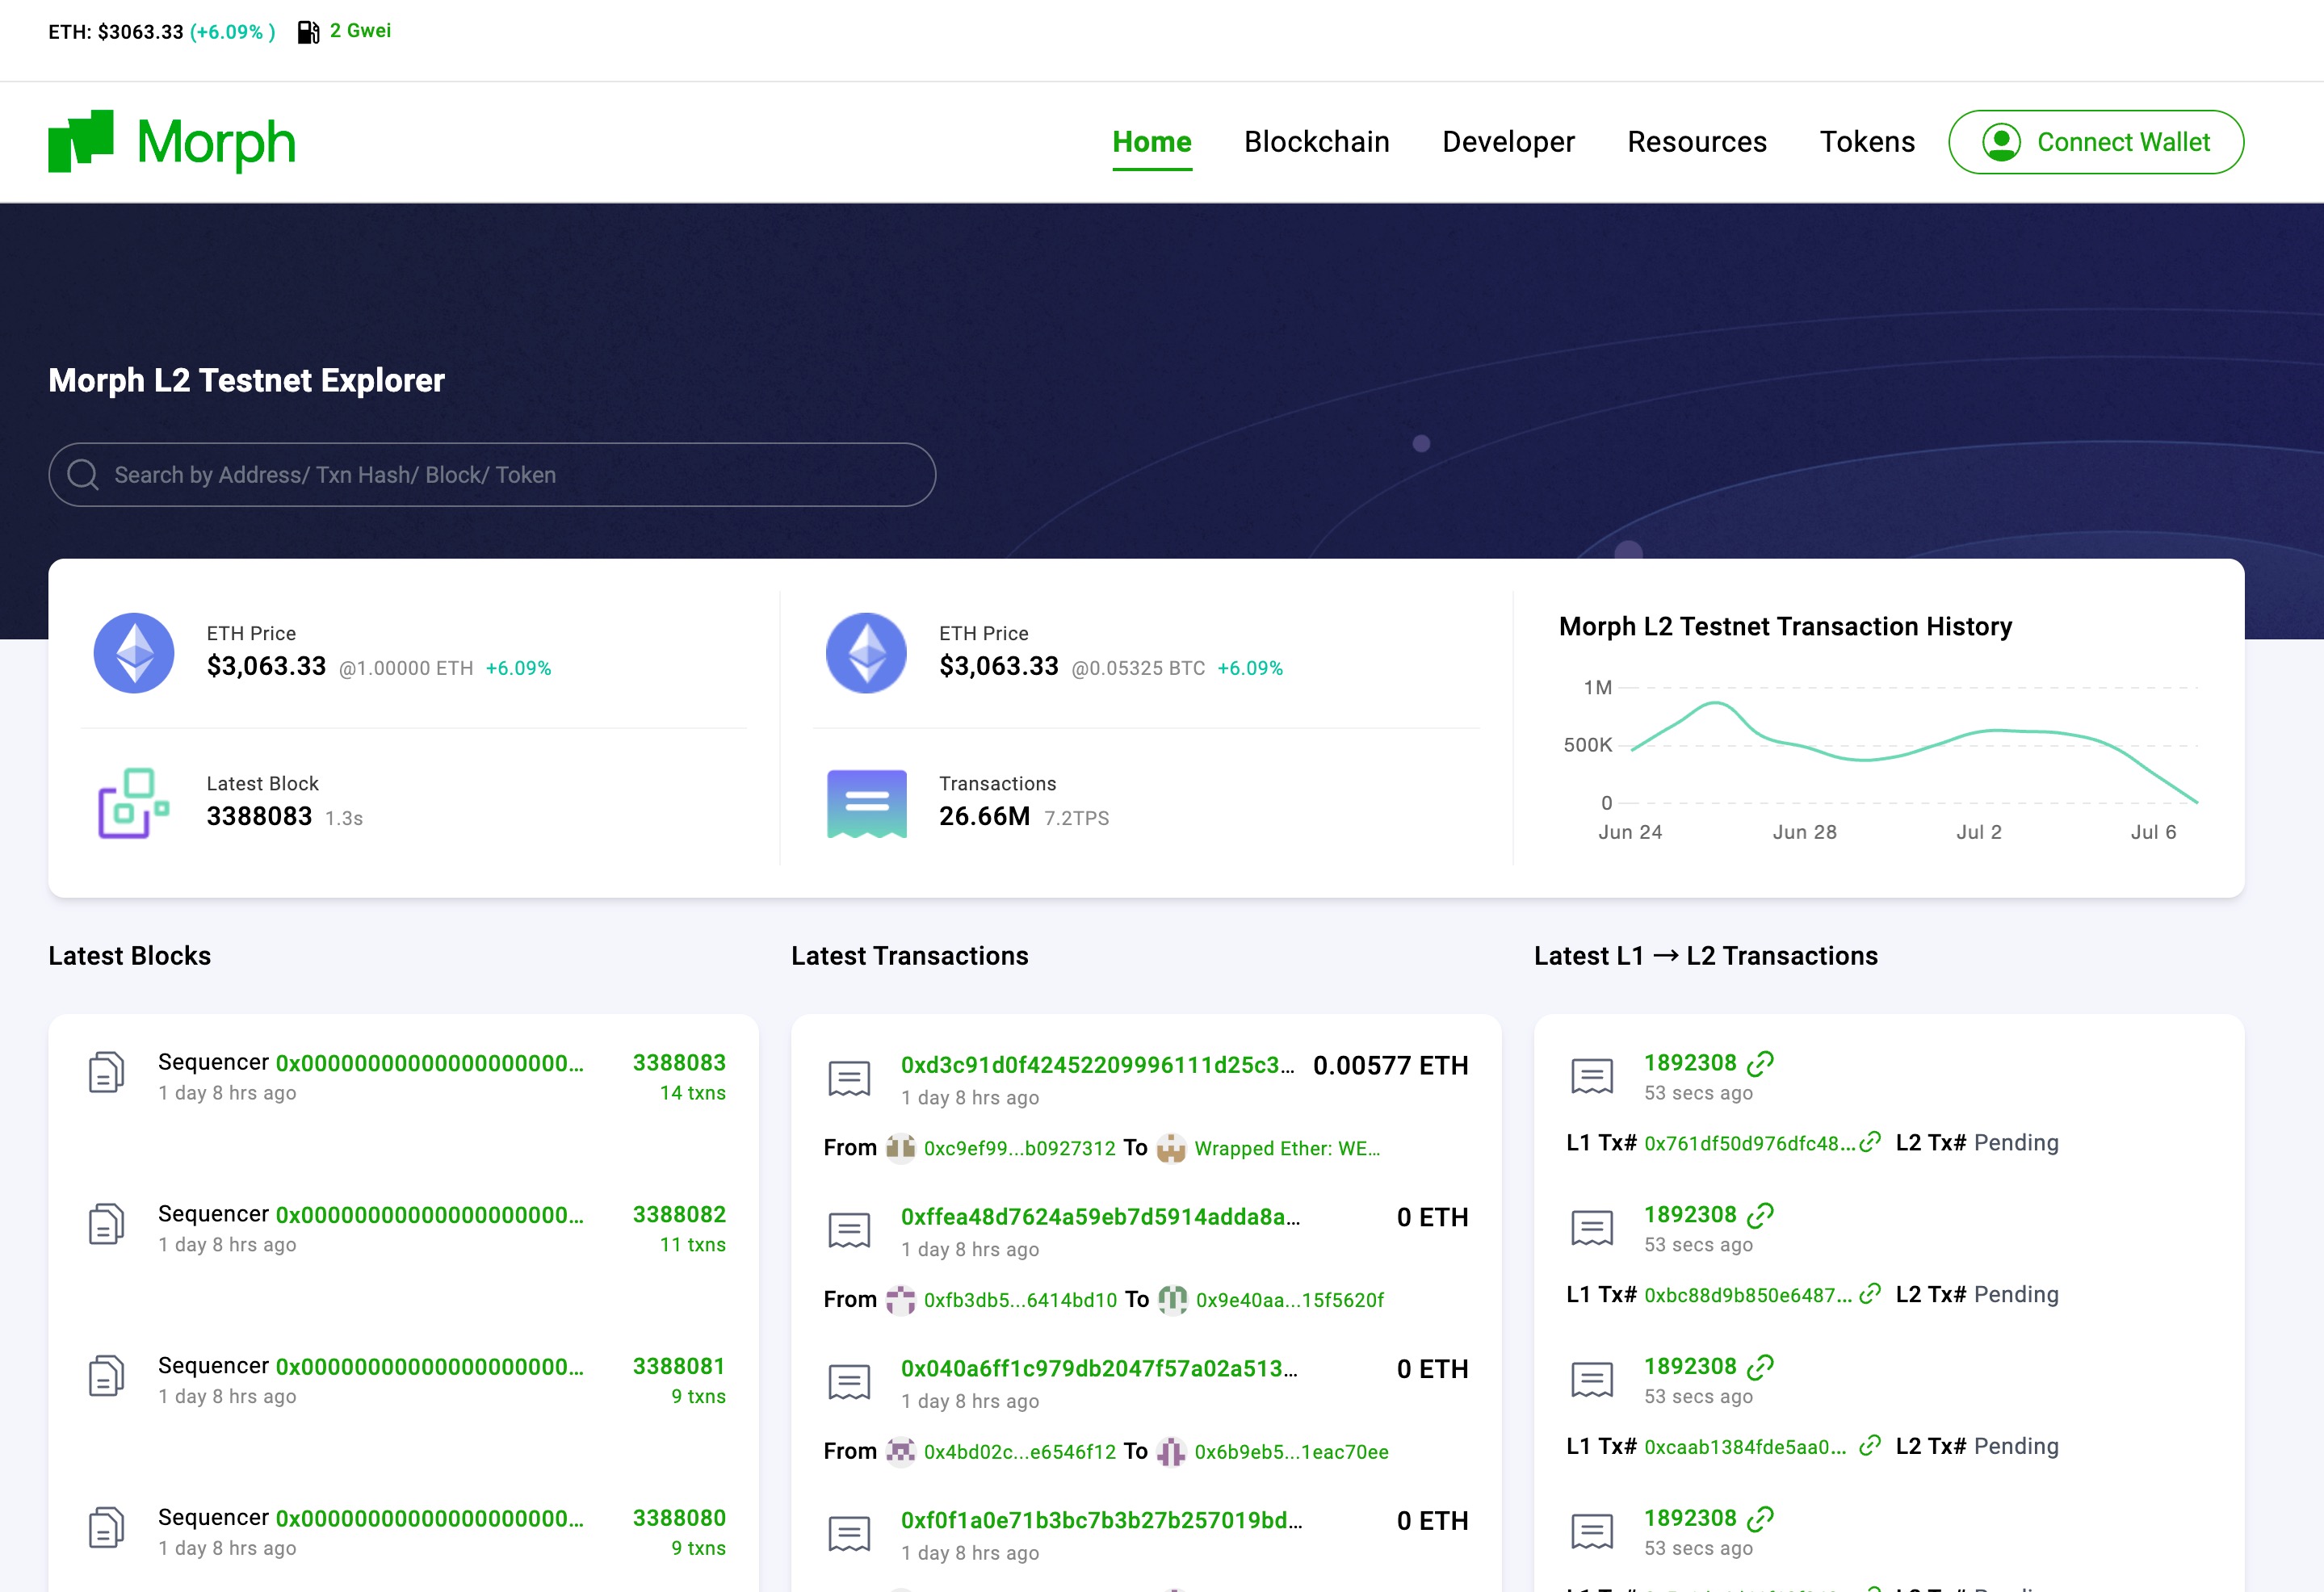 ETH: $3063.33 (+6.09% ) 2 Gwei
Morph
Home Blockchain Developer Resources Tokens Connect Wallet
Morph L2 Testnet Explorer
Search by Address/ Txn Hash/ Block/ Token
ETH Price
$3,063.33 @1.00000 ETH +6.09%
ETH Price
$3,063.33 @0.05325 BTC +6.09%
Latest Block
3388083 1.3s
Transactions
26.66M 7.2TPS
Morph L2 Testnet Transaction History
1M
500K
0
Jun 24 Jun 28 Jul 2 Jul 6
Latest Blocks
Sequencer 0x00000000000000000000... 3388083
1 day 8 hrs ago 14 txns
Sequencer 0x00000000000000000000... 3388082
1 day 8 hrs ago 11 txns
Sequencer 0x00000000000000000000... 3388081
1 day 8 hrs ago 9 txns
Sequencer 0x00000000000000000000... 3388080
1 day 8 hrs ago 9 txns
Latest Transactions
0xd3c91d0f42452209996111d25c3... 0.00577 ETH
1 day 8 hrs ago
From 0xc9ef99...b0927312 To Wrapped Ether: WE...
0xffea48d7624a59eb7d5914adda8a... 0 ETH
1 day 8 hrs ago
From 0xfb3db5...6414bd10 To 0x9e40aa...15f5620f
0x040a6ff1c979db2047f57a02a513... 0 ETH
1 day 8 hrs ago
From 0x4bd02c...e6546f12 To 0x6b9eb5...1eac70ee
0xf0f1a0e71b3bc7b3b27b257019bd... 0 ETH
1 day 8 hrs ago
Latest L1 → L2 Transactions
1892308
53 secs ago
L1 Tx# 0x761df50d976dfc48... L2 Tx# Pending
1892308
53 secs ago
L1 Tx# 0xbc88d9b850e6487... L2 Tx# Pending
1892308
53 secs ago
L1 Tx# 0xcaab1384fde5aa0... L2 Tx# Pending
1892308
53 secs ago